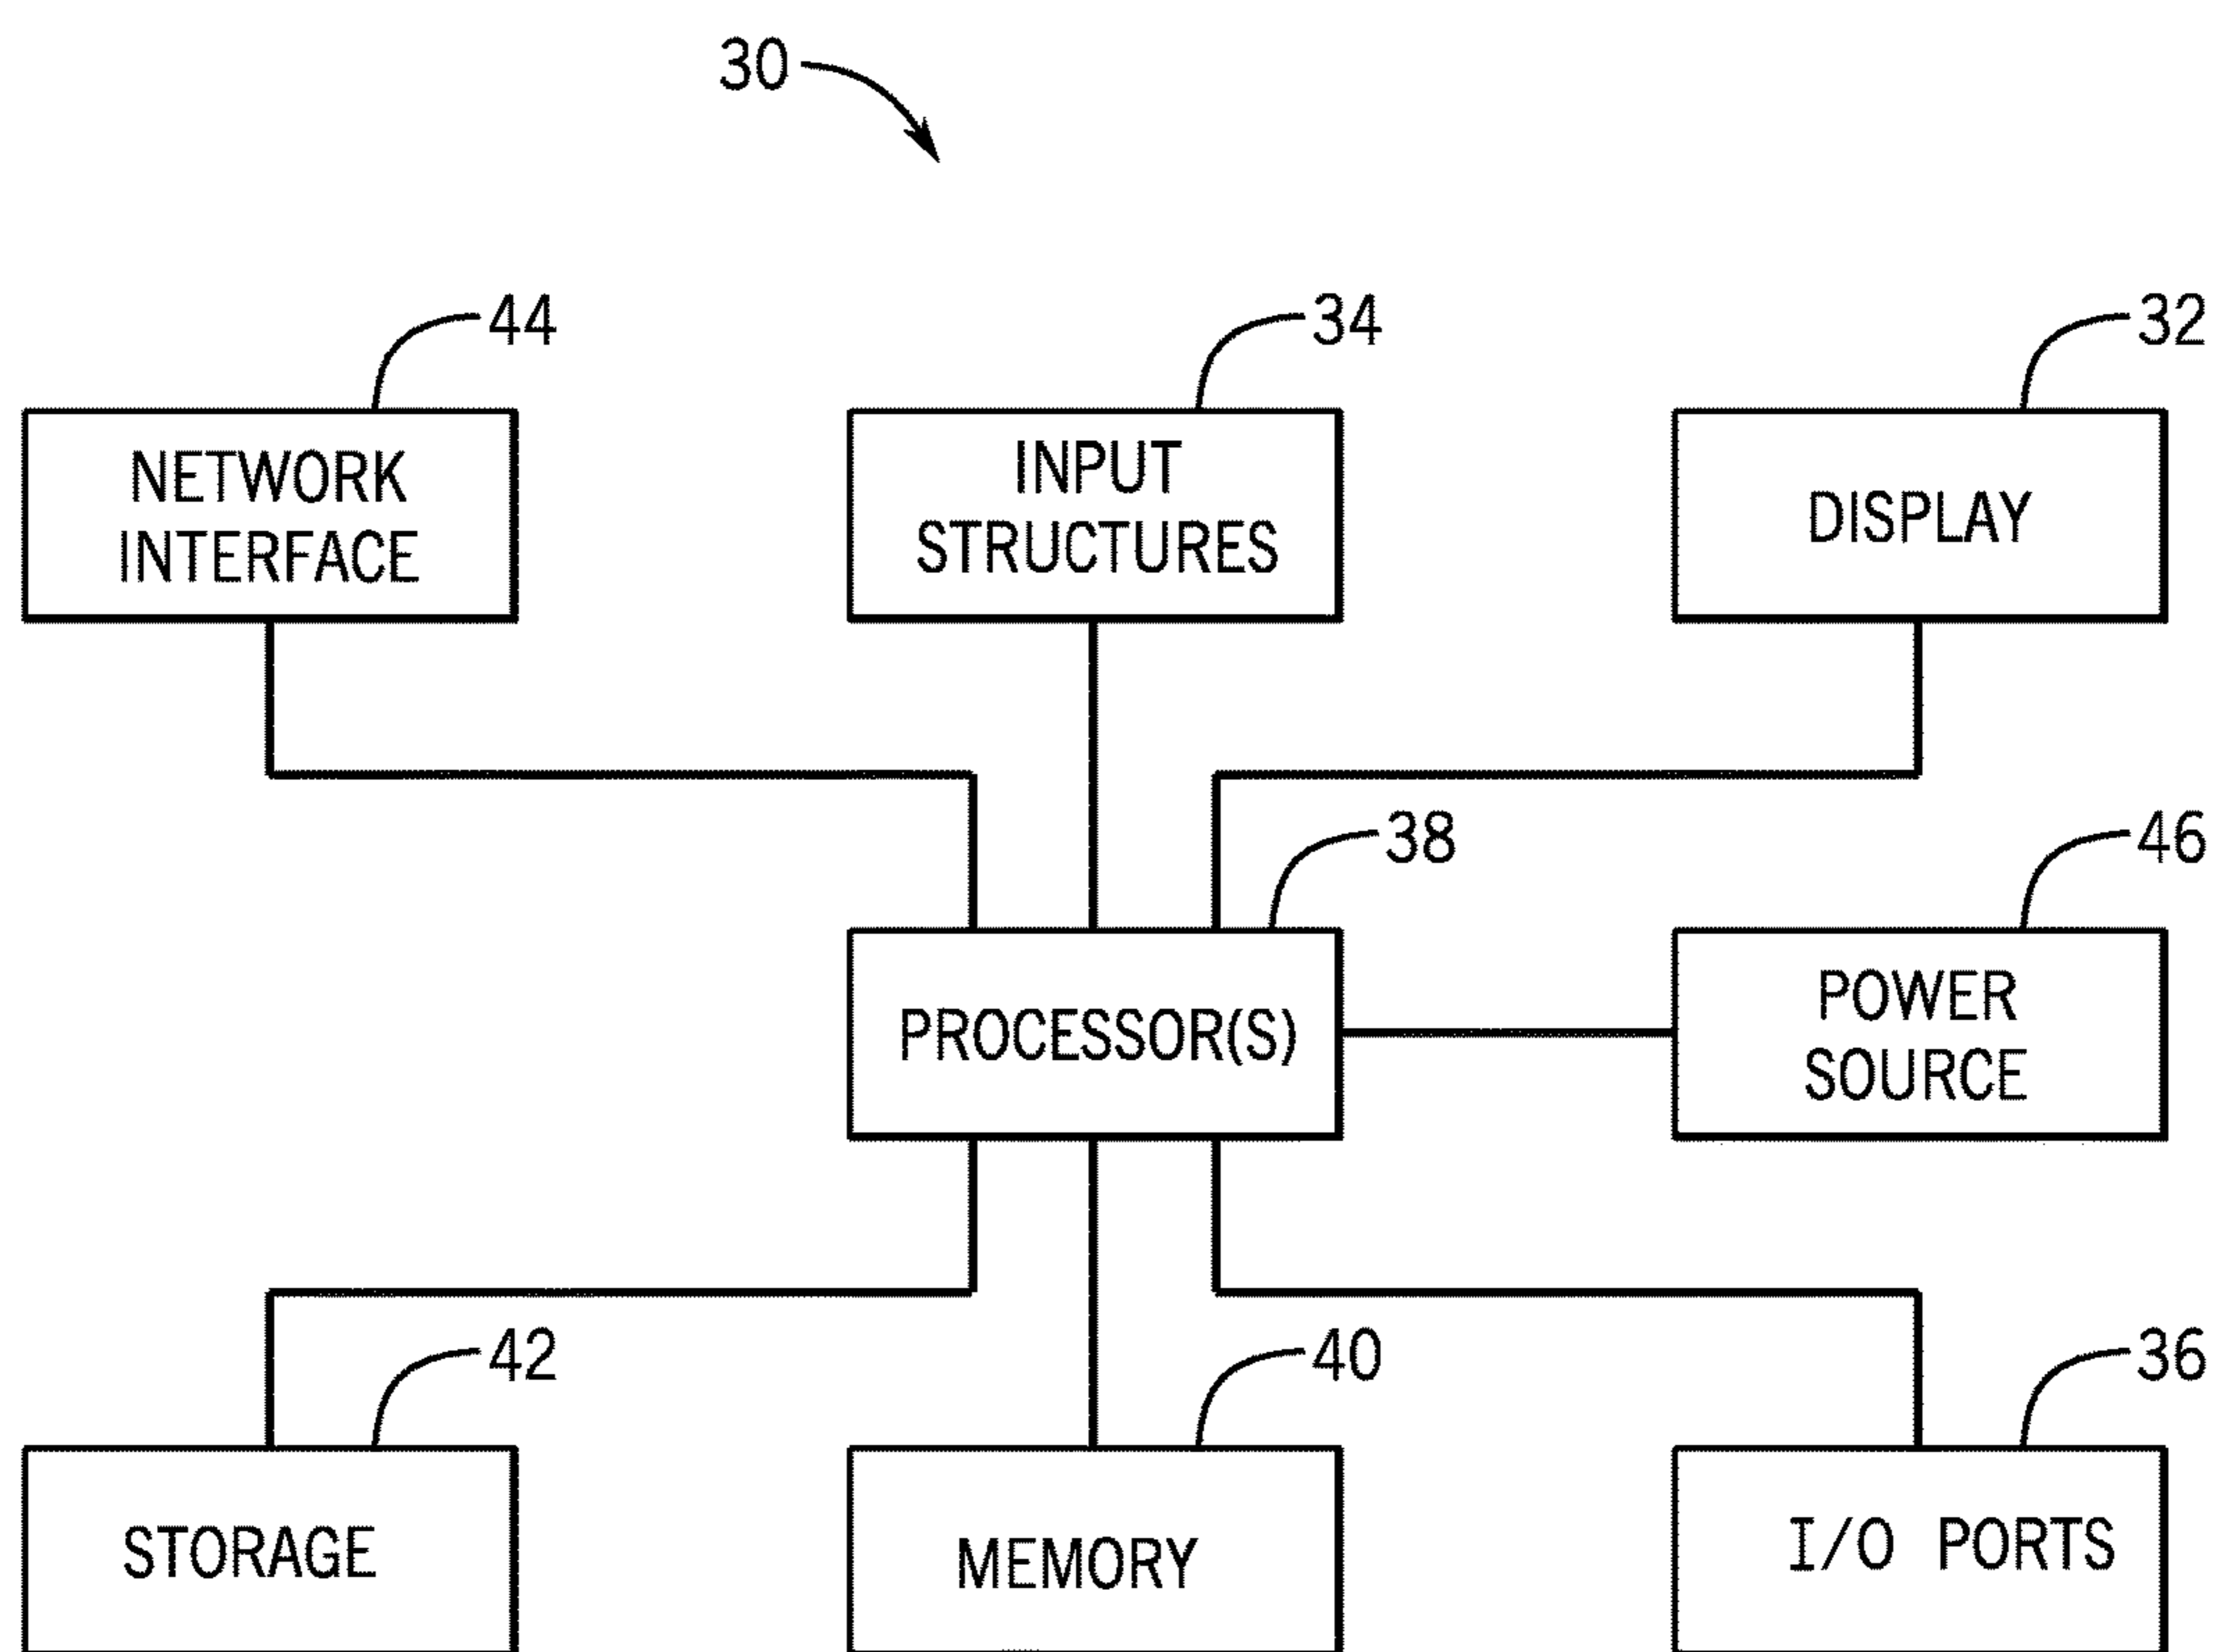 30
44
34
32
NETWORK
INTERFACE
INPUT
STRUCTURES
DISPLAY
38
46
PROCESSOR(S)
POWER
SOURCE
42
40
36
STORAGE
MEMORY
I/O PORTS